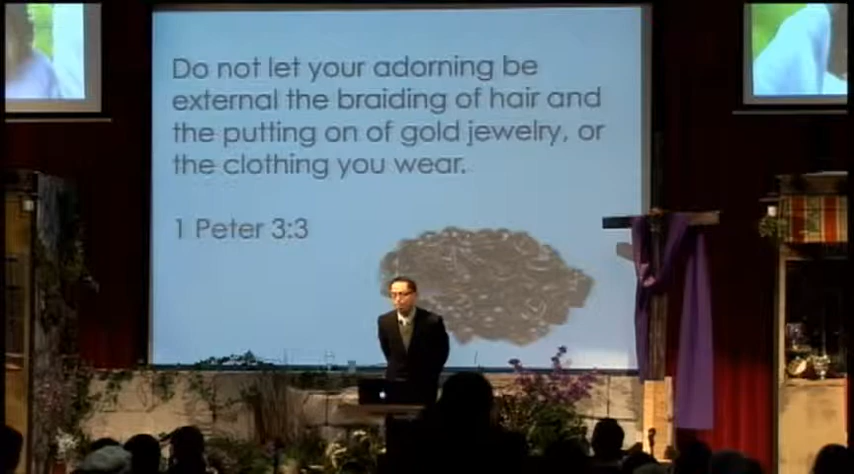 Do not let your adorning be
external the braiding of hair and
the putting on of gold jewelry, or
the clothing you wear.
1 Peter 3:3